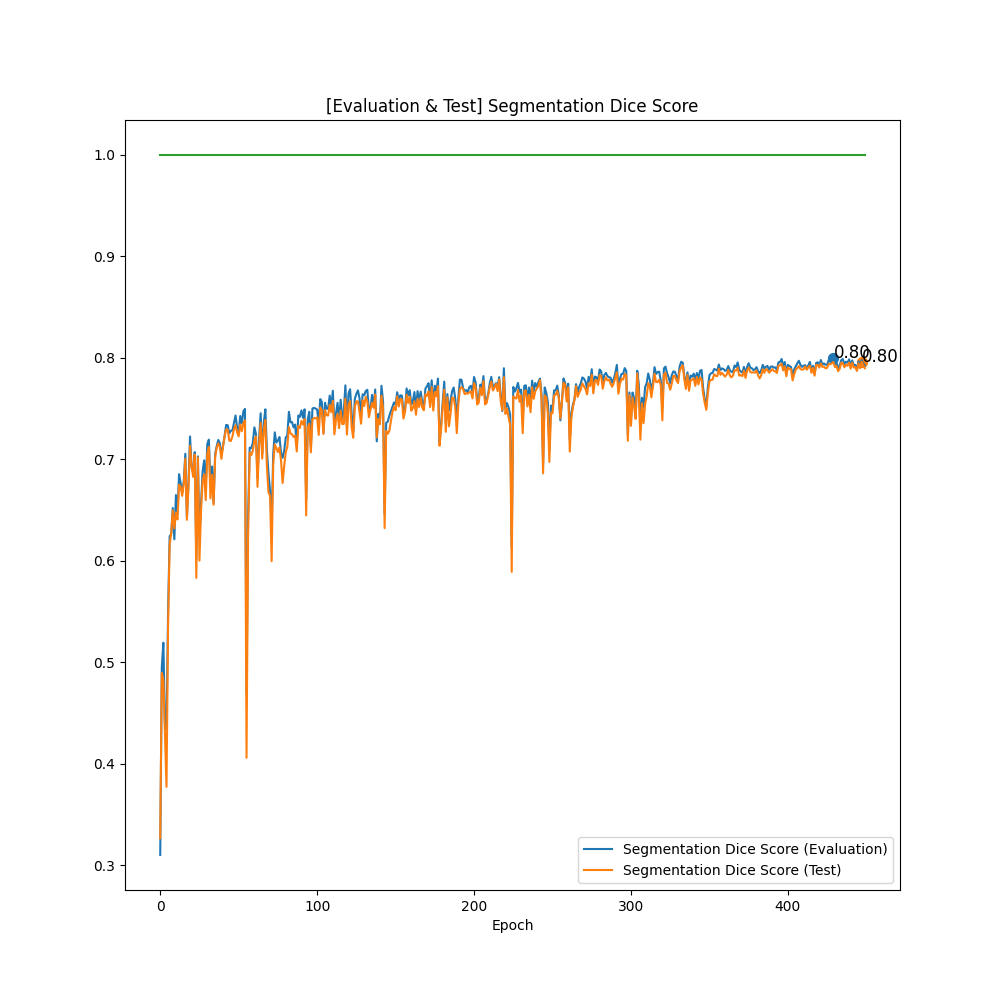 [Evaluation & Test] Segmentation Dice Score
1.0
0.9
0.8
0.7
0.6
0.5
0.4
0.3
0.80
0.80
Segmentation Dice Score (Evaluation)
Segmentation Dice Score (Test)
0 100 200 300 400
Epoch